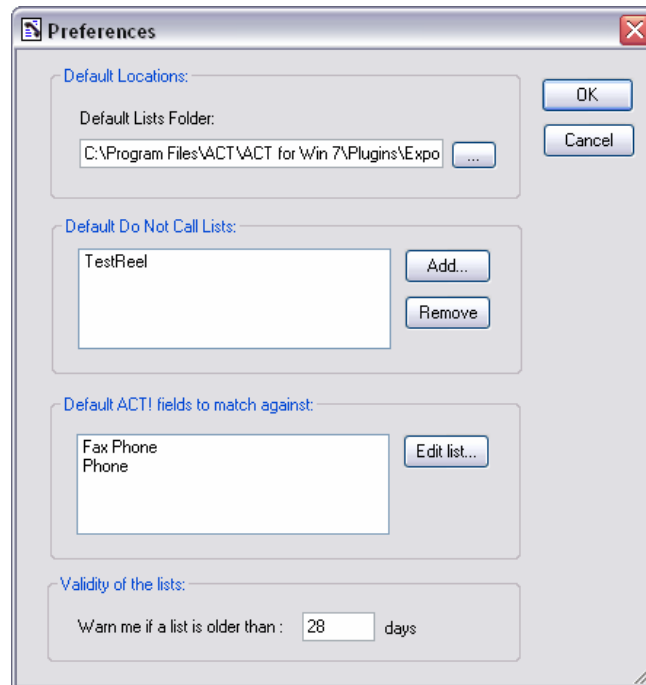 Preferences
Default Locations:
OK
Default Lists Folder:
C:\Program Files\ACT\ACT for Win 7\Plugins\Expo
...
Cancel
Default Do Not Call Lists:
TestReel
Add...
Remove
Default ACT! fields to match against:
Fax Phone
Phone
Edit list...
Validity of the lists:
Warn me if a list is older than : 28 days